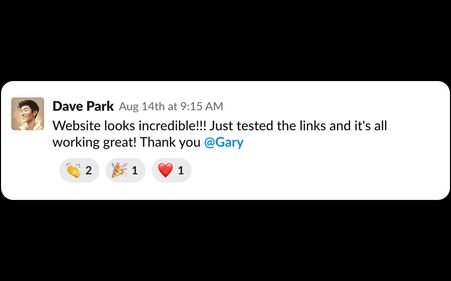 Dave Park Aug 14th at 9:15 AM
Website looks incredible!!! Just tested the links and it's all
working great! Thank you @Gary
👏 2 🎉 1 ❤️ 1